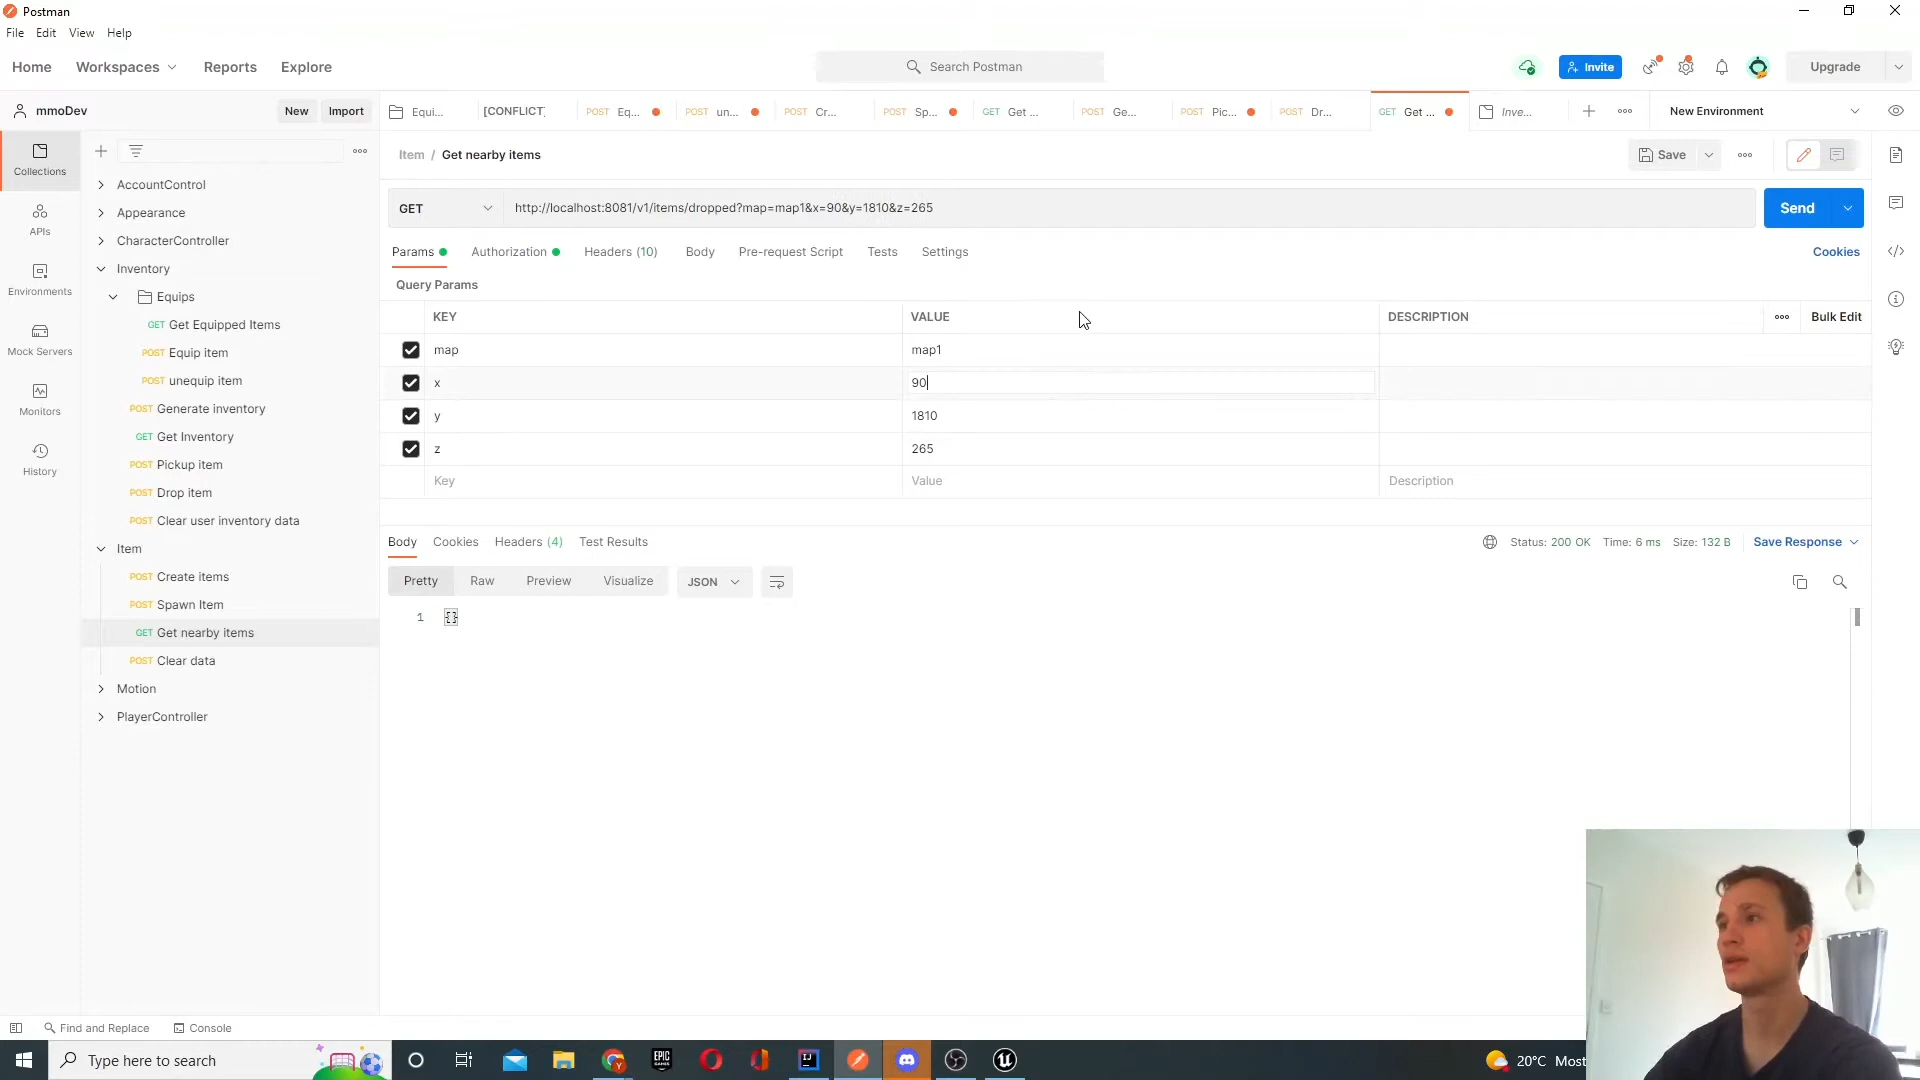 Postman
File Edit View Help
Home Workspaces Reports Explore
Search Postman
Invite
Upgrade
mmoDev
New Import
Equi...
[CONFLICT]
POST Eq...
POST un...
POST Cr...
POST Sp...
GET Get ...
POST Ge...
POST Pic...
POST Dr...
GET Get ...
Inve...
New Environment
Collections
APIs
Environments
Mock Servers
Monitors
History
AccountControl
Appearance
CharacterController
Inventory
Equips
GET Get Equipped Items
POST Equip item
POST unequip item
POST Generate inventory
GET Get Inventory
POST Pickup item
POST Drop item
POST Clear user inventory data
Item
POST Create items
POST Spawn Item
GET Get nearby items
POST Clear data
Motion
PlayerController
Item / Get nearby items
Save
GET http://localhost:8081/v1/items/dropped?map=map1&x=90&y=1810&z=265
Send
Params Authorization Headers (10) Body Pre-request Script Tests Settings
Cookies
Query Params
KEY VALUE DESCRIPTION Bulk Edit
map map1
x 90
y 1810
z 265
Key Value Description
Body Cookies Headers (4) Test Results
Status: 200 OK Time: 6 ms Size: 132 B Save Response
Pretty Raw Preview Visualize JSON
1 {}
Find and Replace Console
Type here to search
EPIC GAMES
IJ
20°C Most